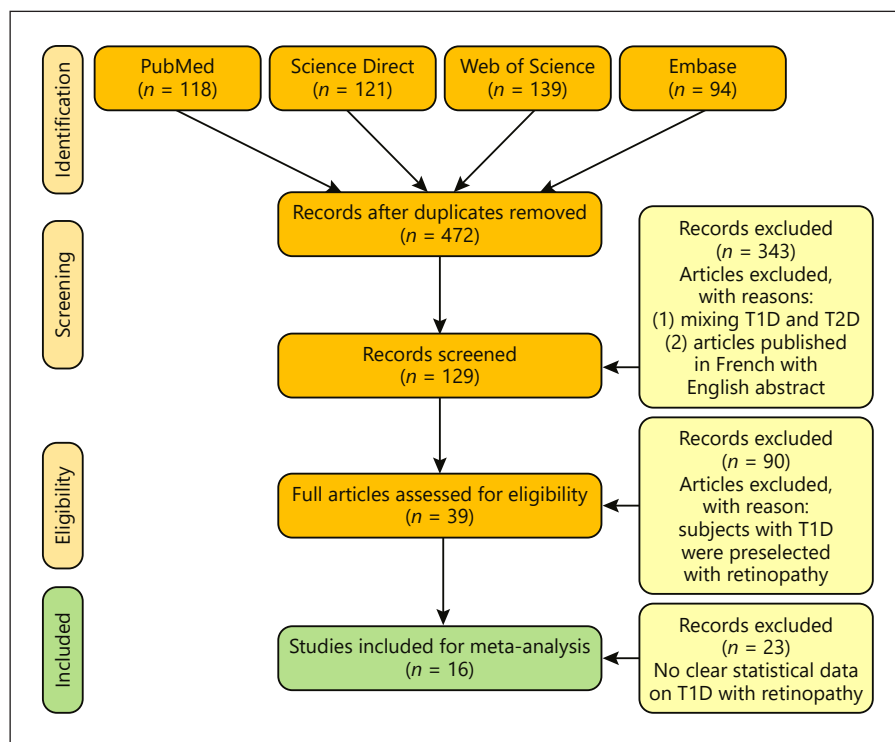 Identification
PubMed
(n = 118)
Science Direct
(n = 121)
Web of Science
(n = 139)
Embase
(n = 94)
Records after duplicates removed
(n = 472)
Screening
Records excluded
(n = 343)
Articles excluded,
with reasons:
(1) mixing T1D and T2D
(2) articles published
in French with
English abstract
Records screened
(n = 129)
Eligibility
Full articles assessed for eligibility
(n = 39)
Records excluded
(n = 90)
Articles excluded,
with reason:
subjects with T1D
were preselected
with retinopathy
Included
Studies included for meta-analysis
(n = 16)
Records excluded
(n = 23)
No clear statistical data
on T1D with retinopathy